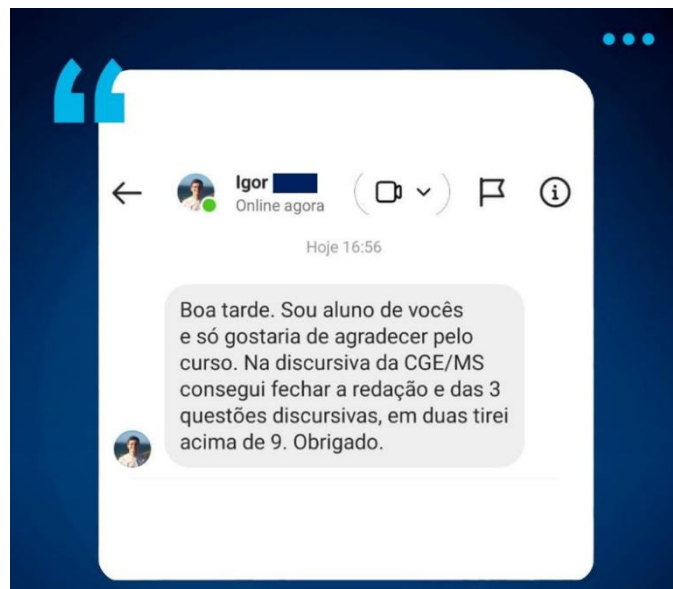 “
Igor
Online agora
Hoje 16:56
Boa tarde. Sou aluno de vocês
e só gostaria de agradecer pelo
curso. Na discursiva da CGE/MS
consegui fechar a redação e das 3
questões discursivas, em duas tirei
acima de 9. Obrigado.